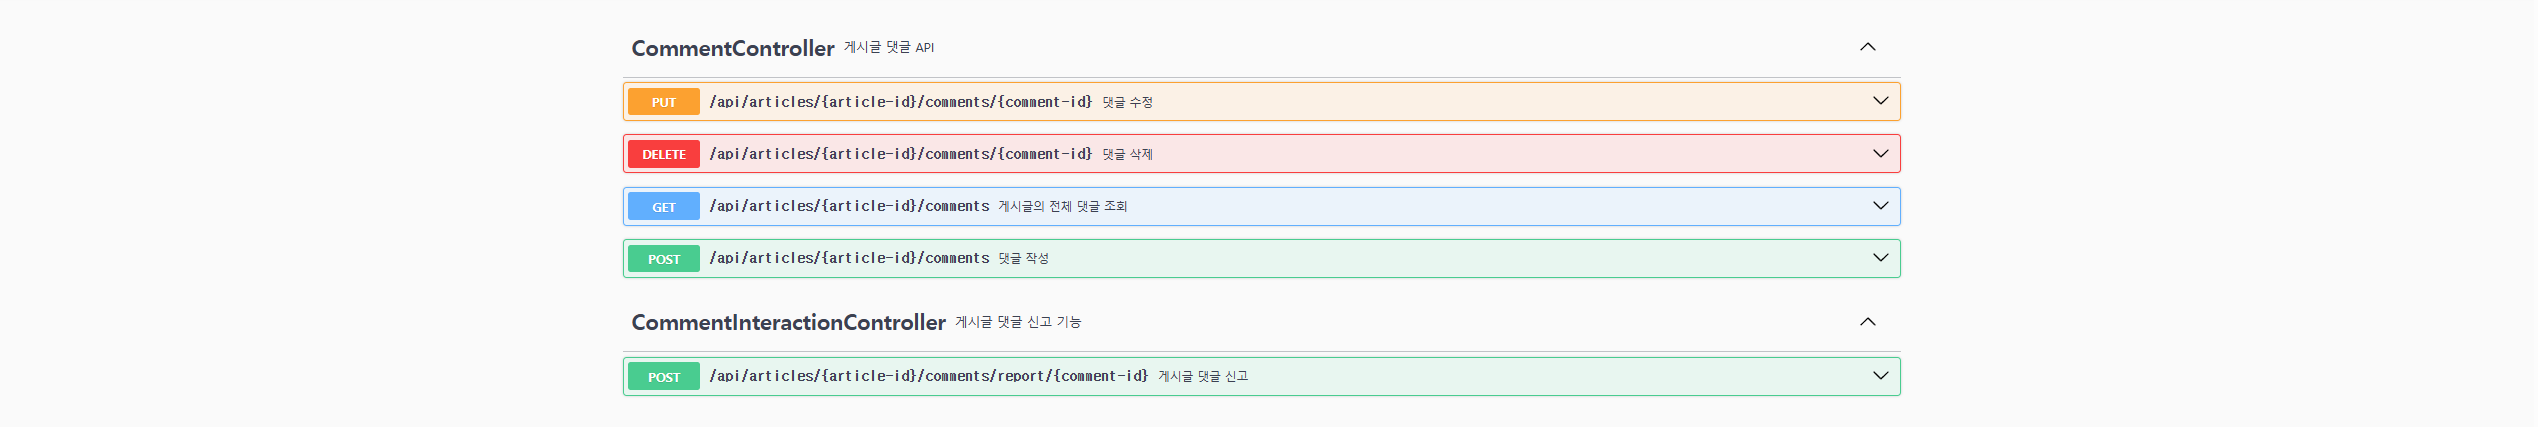 CommentController 게시글 댓글 API
PUT /api/articles/{article-id}/comments/{comment-id} 댓글 수정
DELETE /api/articles/{article-id}/comments/{comment-id} 댓글 삭제
GET /api/articles/{article-id}/comments 게시글의 전체 댓글 조회
POST /api/articles/{article-id}/comments 댓글 작성
CommentInteractionController 게시글 댓글 신고 기능
POST /api/articles/{article-id}/comments/report/{comment-id} 게시글 댓글 신고